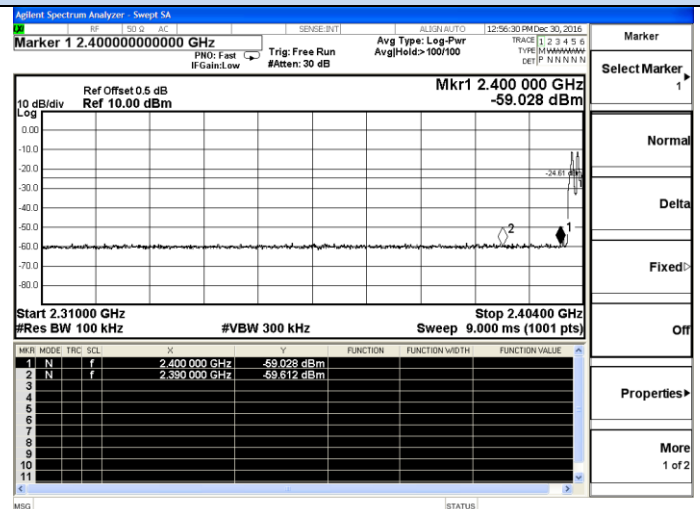 Agilent Spectrum Analyzer - Swept SA
RF 50 Ω AC SENSE:INT ALIGN AUTO 12:56:30 PM Dec 30, 2016
Marker 1 2.400000000000 GHz
PNO: Fast
IFGain:Low
Trig: Free Run
#Atten: 30 dB
Avg Type: Log-Pwr
Avg|Hold:> 100/100
TRACE 1 2 3 4 5 6
TYPE MWWWWW
DET P N N N N N
Ref Offset 0.5 dB
Ref 10.00 dBm
10 dB/div
Log
Mkr1 2.400 000 GHz
-59.028 dBm
0.00
-10.0
-20.0
-30.0
-40.0
-50.0
-60.0
-70.0
-80.0
-24.61
2
1
Start 2.31000 GHz
Stop 2.40400 GHz
#Res BW 100 kHz
#VBW 300 kHz
Sweep 9.000 ms (1001 pts)
MKR MODE TRC SCL X Y FUNCTION FUNCTION WIDTH FUNCTION VALUE
1 N f 2.400 000 GHz -59.028 dBm
2 N f 2.390 000 GHz -59.612 dBm
3
4
5
6
7
8
9
10
11
MSG
STATUS
Marker
Select Marker
1
Normal
Delta
Fixed
Off
Properties
More
1 of 2